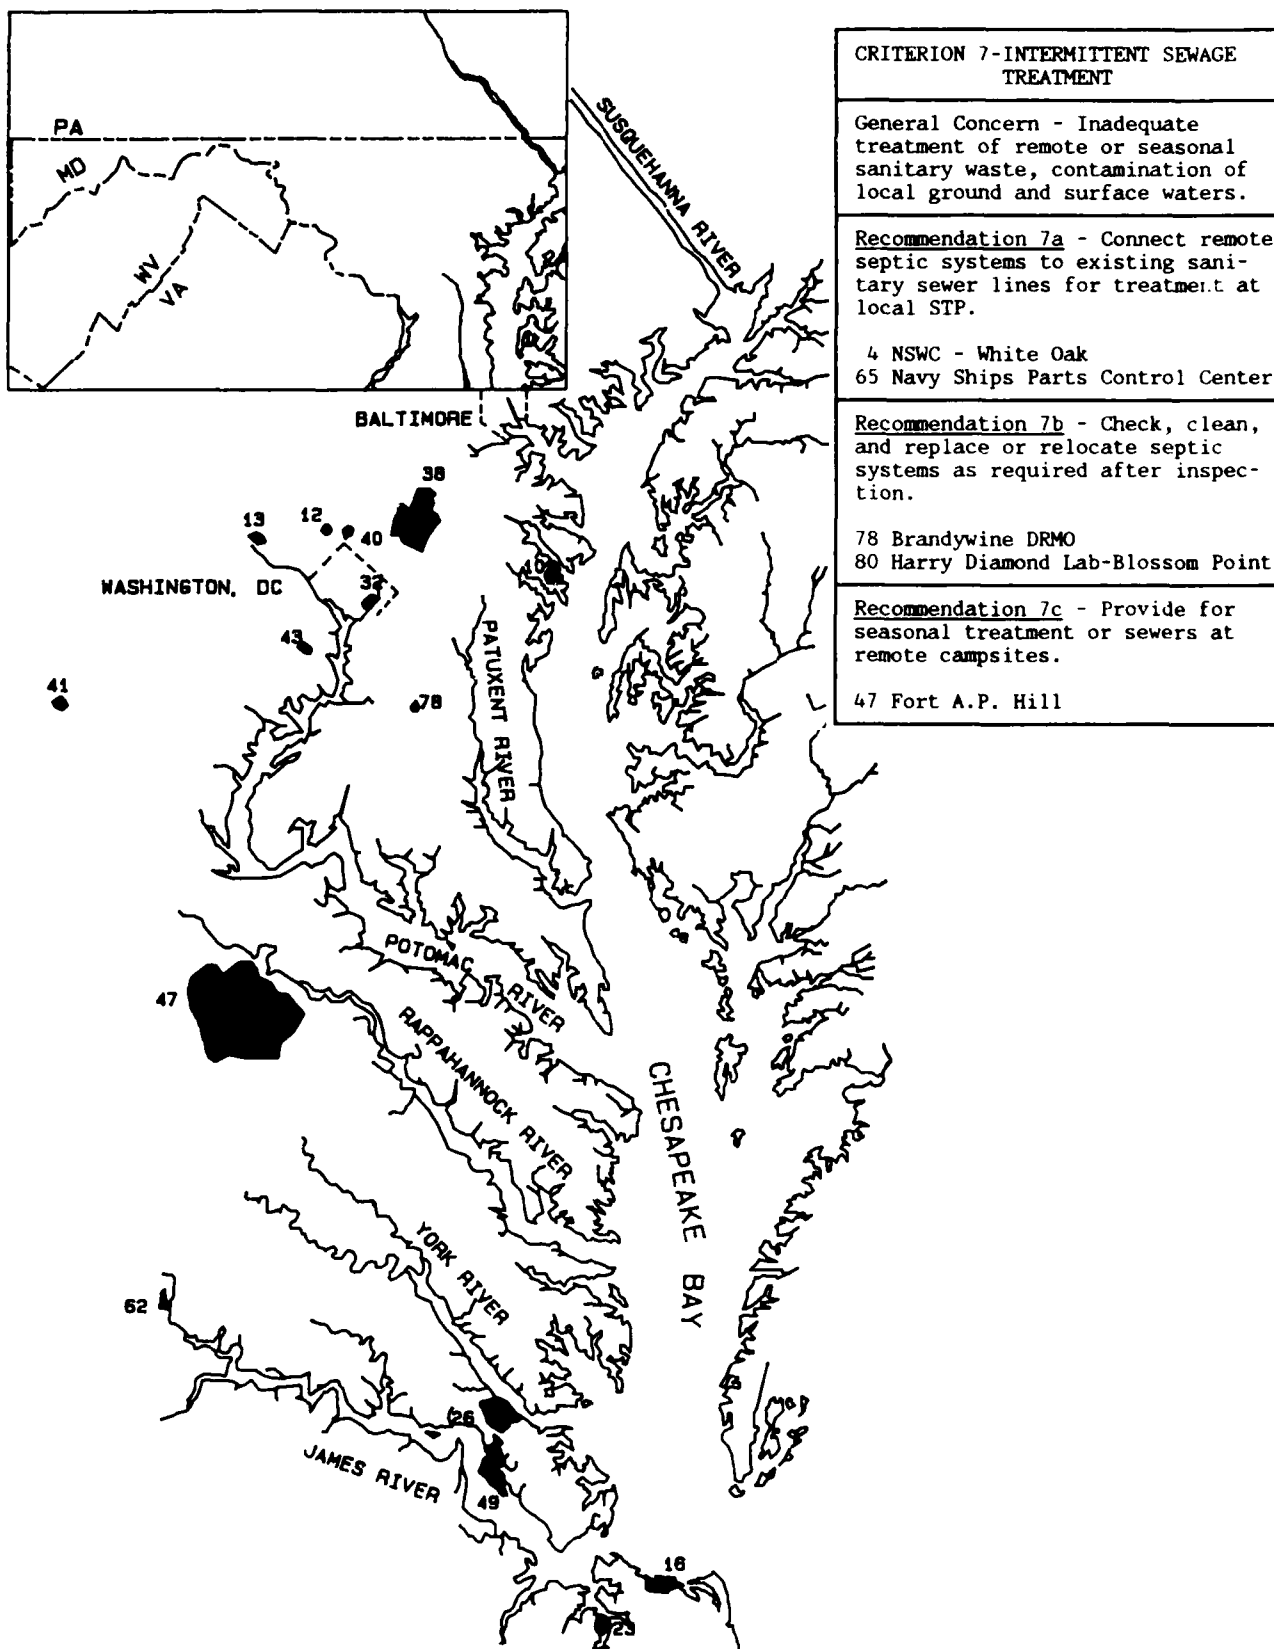 CRITERION 7-INTERMITTENT SEWAGE
TREATMENT
General Concern - Inadequate
treatment of remote or seasonal
sanitary waste, contamination of
local ground and surface waters.
Recommendation 7a - Connect remote
septic systems to existing sani-
tary sewer lines for treatment at
local STP.
4 NSWC - White Oak
65 Navy Ships Parts Control Center
Recommendation 7b - Check, clean,
and replace or relocate septic
systems as required after inspec-
tion.
78 Brandywine DRMO
80 Harry Diamond Lab-Blossom Point
Recommendation 7c - Provide for
seasonal treatment or sewers at
remote campsites.
47 Fort A.P. Hill
PA
MD
WV
VA
SUSQUEHANNA RIVER
BALTIMORE
38
13
12
40
10
WASHINGTON, DC
32
43
41
78
PATUXENT RIVER
POTOMAC RIVER
47
RAPPAHANNOCK RIVER
CHESAPEAKE BAY
YORK RIVER
62
26
JAMES RIVER
49
16
23